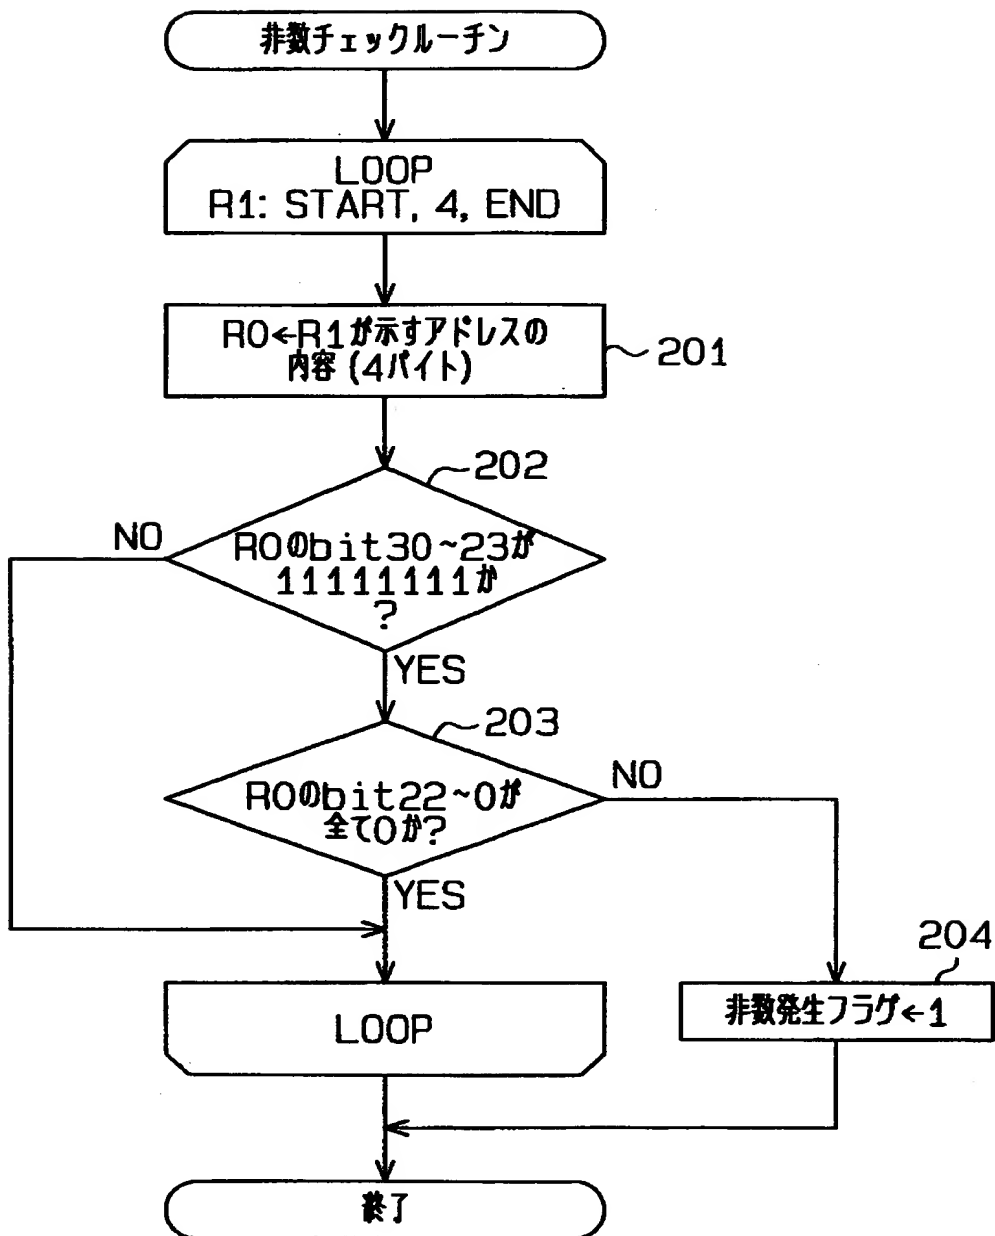 非数チェックルーチン
LOOP
R1: START, 4, END
R0←R1が示すアドレスの
内容(4バイト)
201
202
NO
R0のbit30~23が
11111111か
?
YES
203
NO
R0のbit22~0が
全て0か?
YES
204
非数発生フラグ←1
LOOP
終了